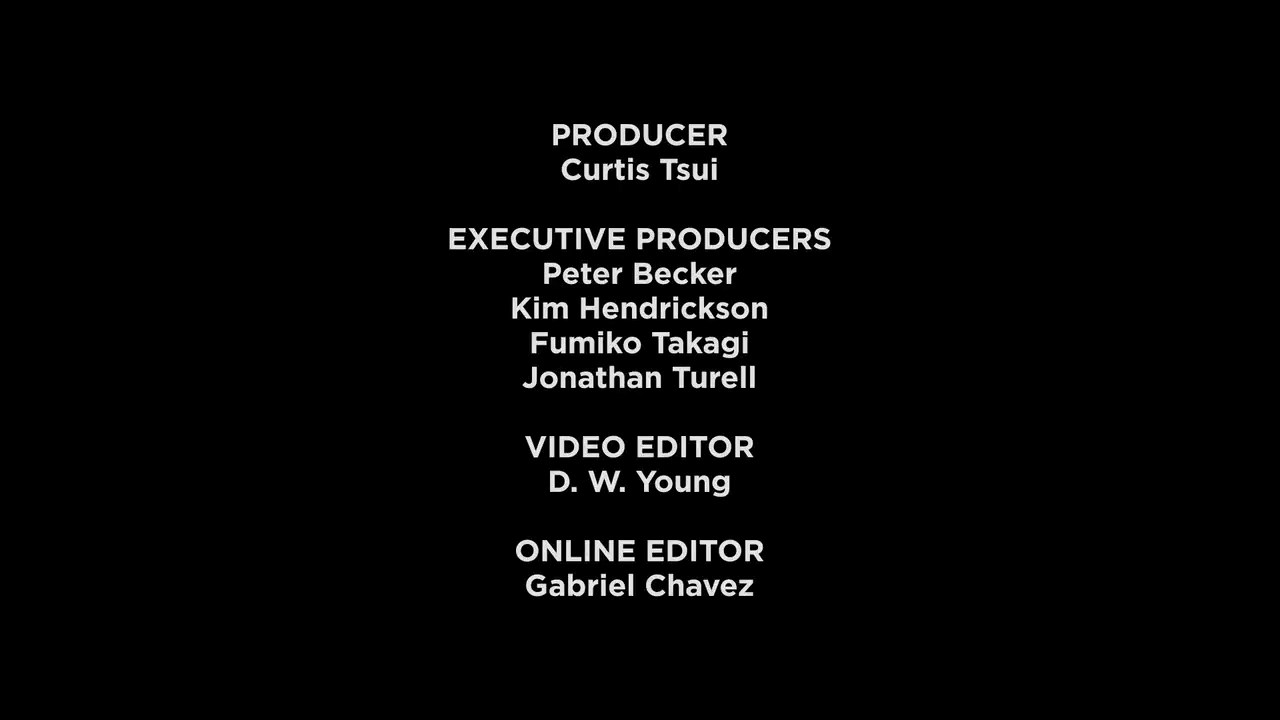 PRODUCER
Curtis Tsui
EXECUTIVE PRODUCERS
Peter Becker
Kim Hendrickson
Fumiko Takagi
Jonathan Turell
VIDEO EDITOR
D. W. Young
ONLINE EDITOR
Gabriel Chavez